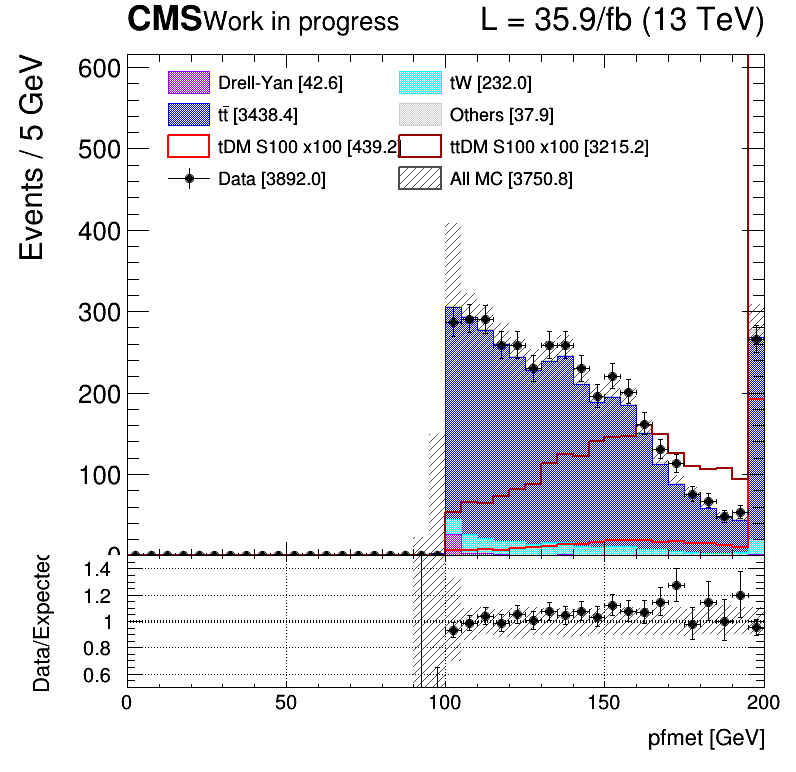 CMS Work in progress L = 35.9/fb (13 TeV)
Events / 5 GeV
600
500
400
300
200
100
0
Drell-Yan [42.6]
tW [232.0]
tt̄ [3438.4]
Others [37.9]
tDM S100 x100 [439.2]
ttDM S100 x100 [3215.2]
Data [3892.0]
All MC [3750.8]
Data/Expected
1.4
1.2
1
0.8
0.6
0 50 100 150 200
pfmet [GeV]